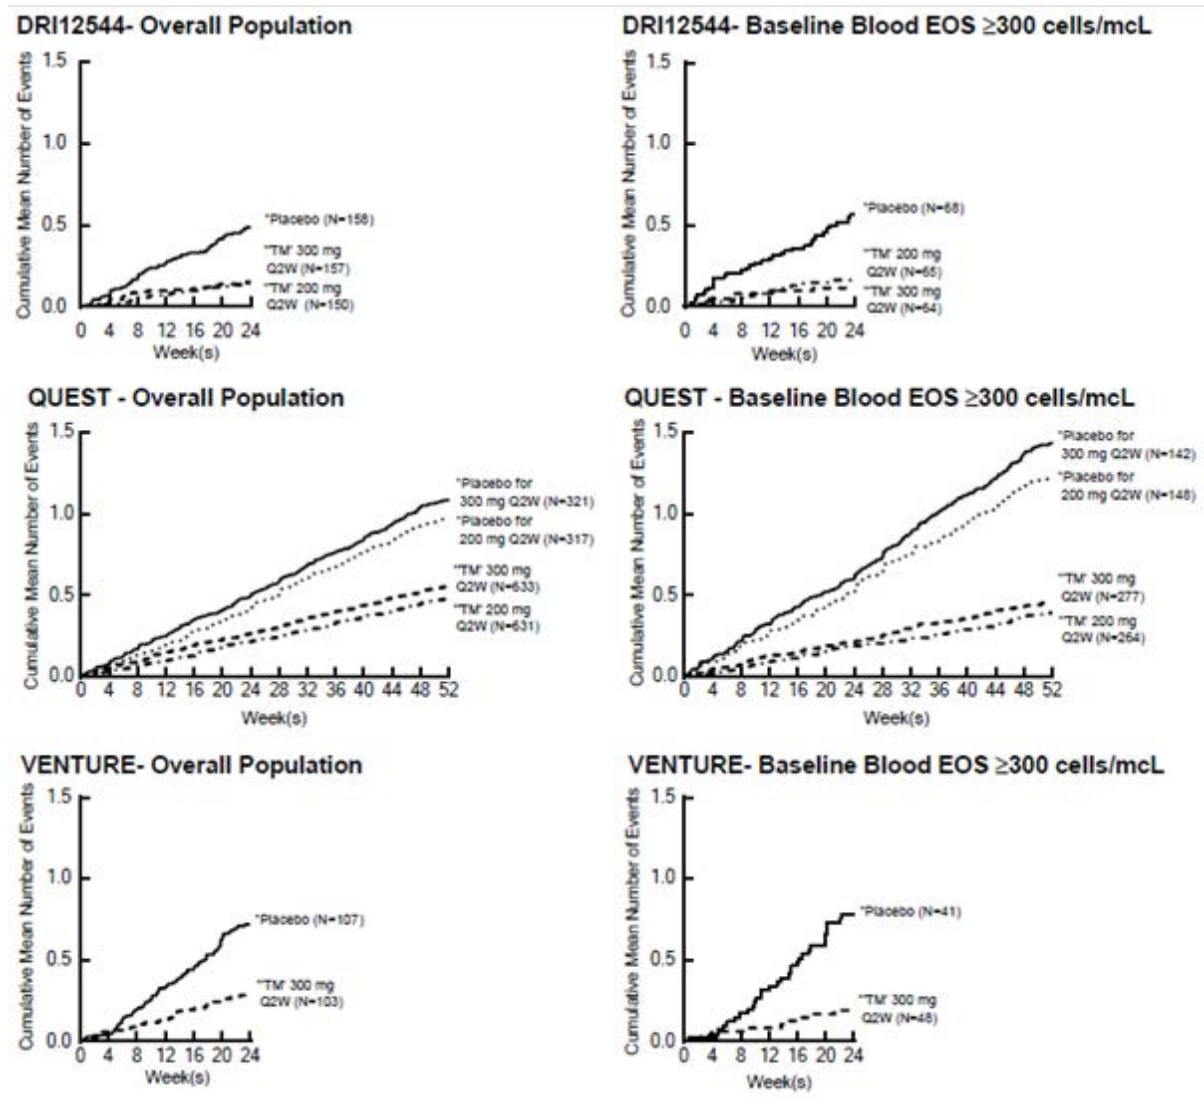 DRI12544- Overall Population
Cumulative Mean Number of Events
1.5
1.0
0.5
0.0
*Placebo (N=158)
"TM' 300 mg
Q2W (N=157)
"TM' 200 mg
Q2W (N=150)
0 4 8 12 16 20 24
Week(s)
DRI12544- Baseline Blood EOS ≥300 cells/mcL
Cumulative Mean Number of Events
1.5
1.0
0.5
0.0
*Placebo (N=68)
"TM' 200 mg
Q2W (N=65)
"TM' 300 mg
Q2W (N=64)
0 4 8 12 16 20 24
Week(s)
QUEST - Overall Population
Cumulative Mean Number of Events
1.5
1.0
0.5
0.0
*Placebo for
300 mg Q2W (N=321)
*Placebo for
200 mg Q2W (N=317)
"TM' 300 mg
Q2W (N=633)
"TM' 200 mg
Q2W (N=631)
0 4 8 12 16 20 24 28 32 36 40 44 48 52
Week(s)
QUEST - Baseline Blood EOS ≥300 cells/mcL
Cumulative Mean Number of Events
1.5
1.0
0.5
0.0
*Placebo for
300 mg Q2W (N=142)
*Placebo for
200 mg Q2W (N=148)
"TM' 300 mg
Q2W (N=277)
"TM' 200 mg
Q2W (N=264)
0 4 8 12 16 20 24 28 32 36 40 44 48 52
Week(s)
VENTURE- Overall Population
Cumulative Mean Number of Events
1.5
1.0
0.5
0.0
*Placebo (N=107)
"TM' 300 mg
Q2W (N=103)
0 4 8 12 16 20 24
Week(s)
VENTURE- Baseline Blood EOS ≥300 cells/mcL
Cumulative Mean Number of Events
1.5
1.0
0.5
0.0
*Placebo (N=41)
"TM' 300 mg
Q2W (N=48)
0 4 8 12 16 20 24
Week(s)